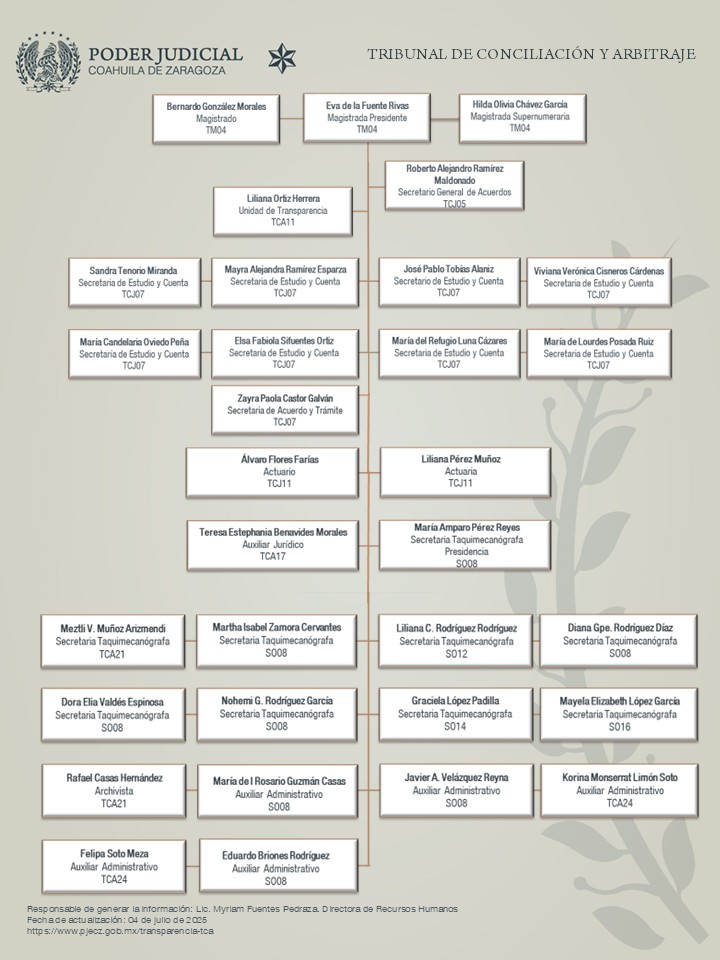 PODER JUDICIAL
COAHUILA DE ZARAGOZA
TRIBUNAL DE CONCILIACIÓN Y ARBITRAJE
Bernardo González Morales
Magistrado
TM04
Eva de la Fuente Rivas
Magistrada Presidente
TM04
Hilda Olivia Chávez García
Magistrada Supernumeraria
TM04
Roberto Alejandro Ramírez
Maldonado
Secretario General de Acuerdos
TCJ05
Liliana Ortiz Herrera
Unidad de Transparencia
TCA11
Sandra Tenorio Miranda
Secretaria de Estudio y Cuenta
TCJ07
Mayra Alejandra Ramírez Esparza
Secretaria de Estudio y Cuenta
TCJ07
José Pablo Tobías Alaniz
Secretario de Estudio y Cuenta
TCJ07
Viviana Verónica Cisneros Cárdenas
Secretaria de Estudio y Cuenta
TCJ07
María Candelaria Oviedo Peña
Secretaria de Estudio y Cuenta
TCJ07
Elsa Fabiola Sifuentes Ortiz
Secretaria de Estudio y Cuenta
TCJ07
María del Refugio Luna Cázares
Secretaria de Estudio y Cuenta
TCJ07
María de Lourdes Posada Ruiz
Secretaria de Estudio y Cuenta
TCJ07
Zayra Paola Castor Galván
Secretaria de Acuerdo y Trámite
TCJ07
Álvaro Flores Farías
Actuario
TCJ11
Liliana Pérez Muñoz
Actuaria
TCJ11
Teresa Estephania Benavides Morales
Auxiliar Jurídico
TCA17
María Amparo Pérez Reyes
Secretaria Taquimecanógrafa
Presidencia
SO08
Meztli V. Muñoz Arizmendi
Secretaria Taquimecanógrafa
TCA21
Martha Isabel Zamora Cervantes
Secretaria Taquimecanógrafa
SO08
Liliana C. Rodríguez Rodríguez
Secretaria Taquimecanógrafa
SO12
Diana Gpe. Rodríguez Díaz
Secretaria Taquimecanógrafa
SO08
Dora Elia Valdés Espinosa
Secretaria Taquimecanógrafa
SO08
Nohemi G. Rodríguez García
Secretaria Taquimecanógrafa
SO08
Graciela López Padilla
Secretaria Taquimecanógrafa
SO14
Mayela Elizabeth López García
Secretaria Taquimecanógrafa
SO16
Rafael Casas Hernández
Archivista
TCA21
María de l Rosario Guzmán Casas
Auxiliar Administrativo
SO08
Javier A. Velázquez Reyna
Auxiliar Administrativo
SO08
Korina Monserrat Limón Soto
Auxiliar Administrativo
TCA24
Felipa Soto Meza
Auxiliar Administrativo
TCA24
Eduardo Briones Rodríguez
Auxiliar Administrativo
SO08
Responsable de generar la información: Lic. Myriam Fuentes Pedraza. Directora de Recursos Humanos
Fecha de actualización: 04 de julio de 2025
https://www.pjecz.gob.mx/transparencia-tca